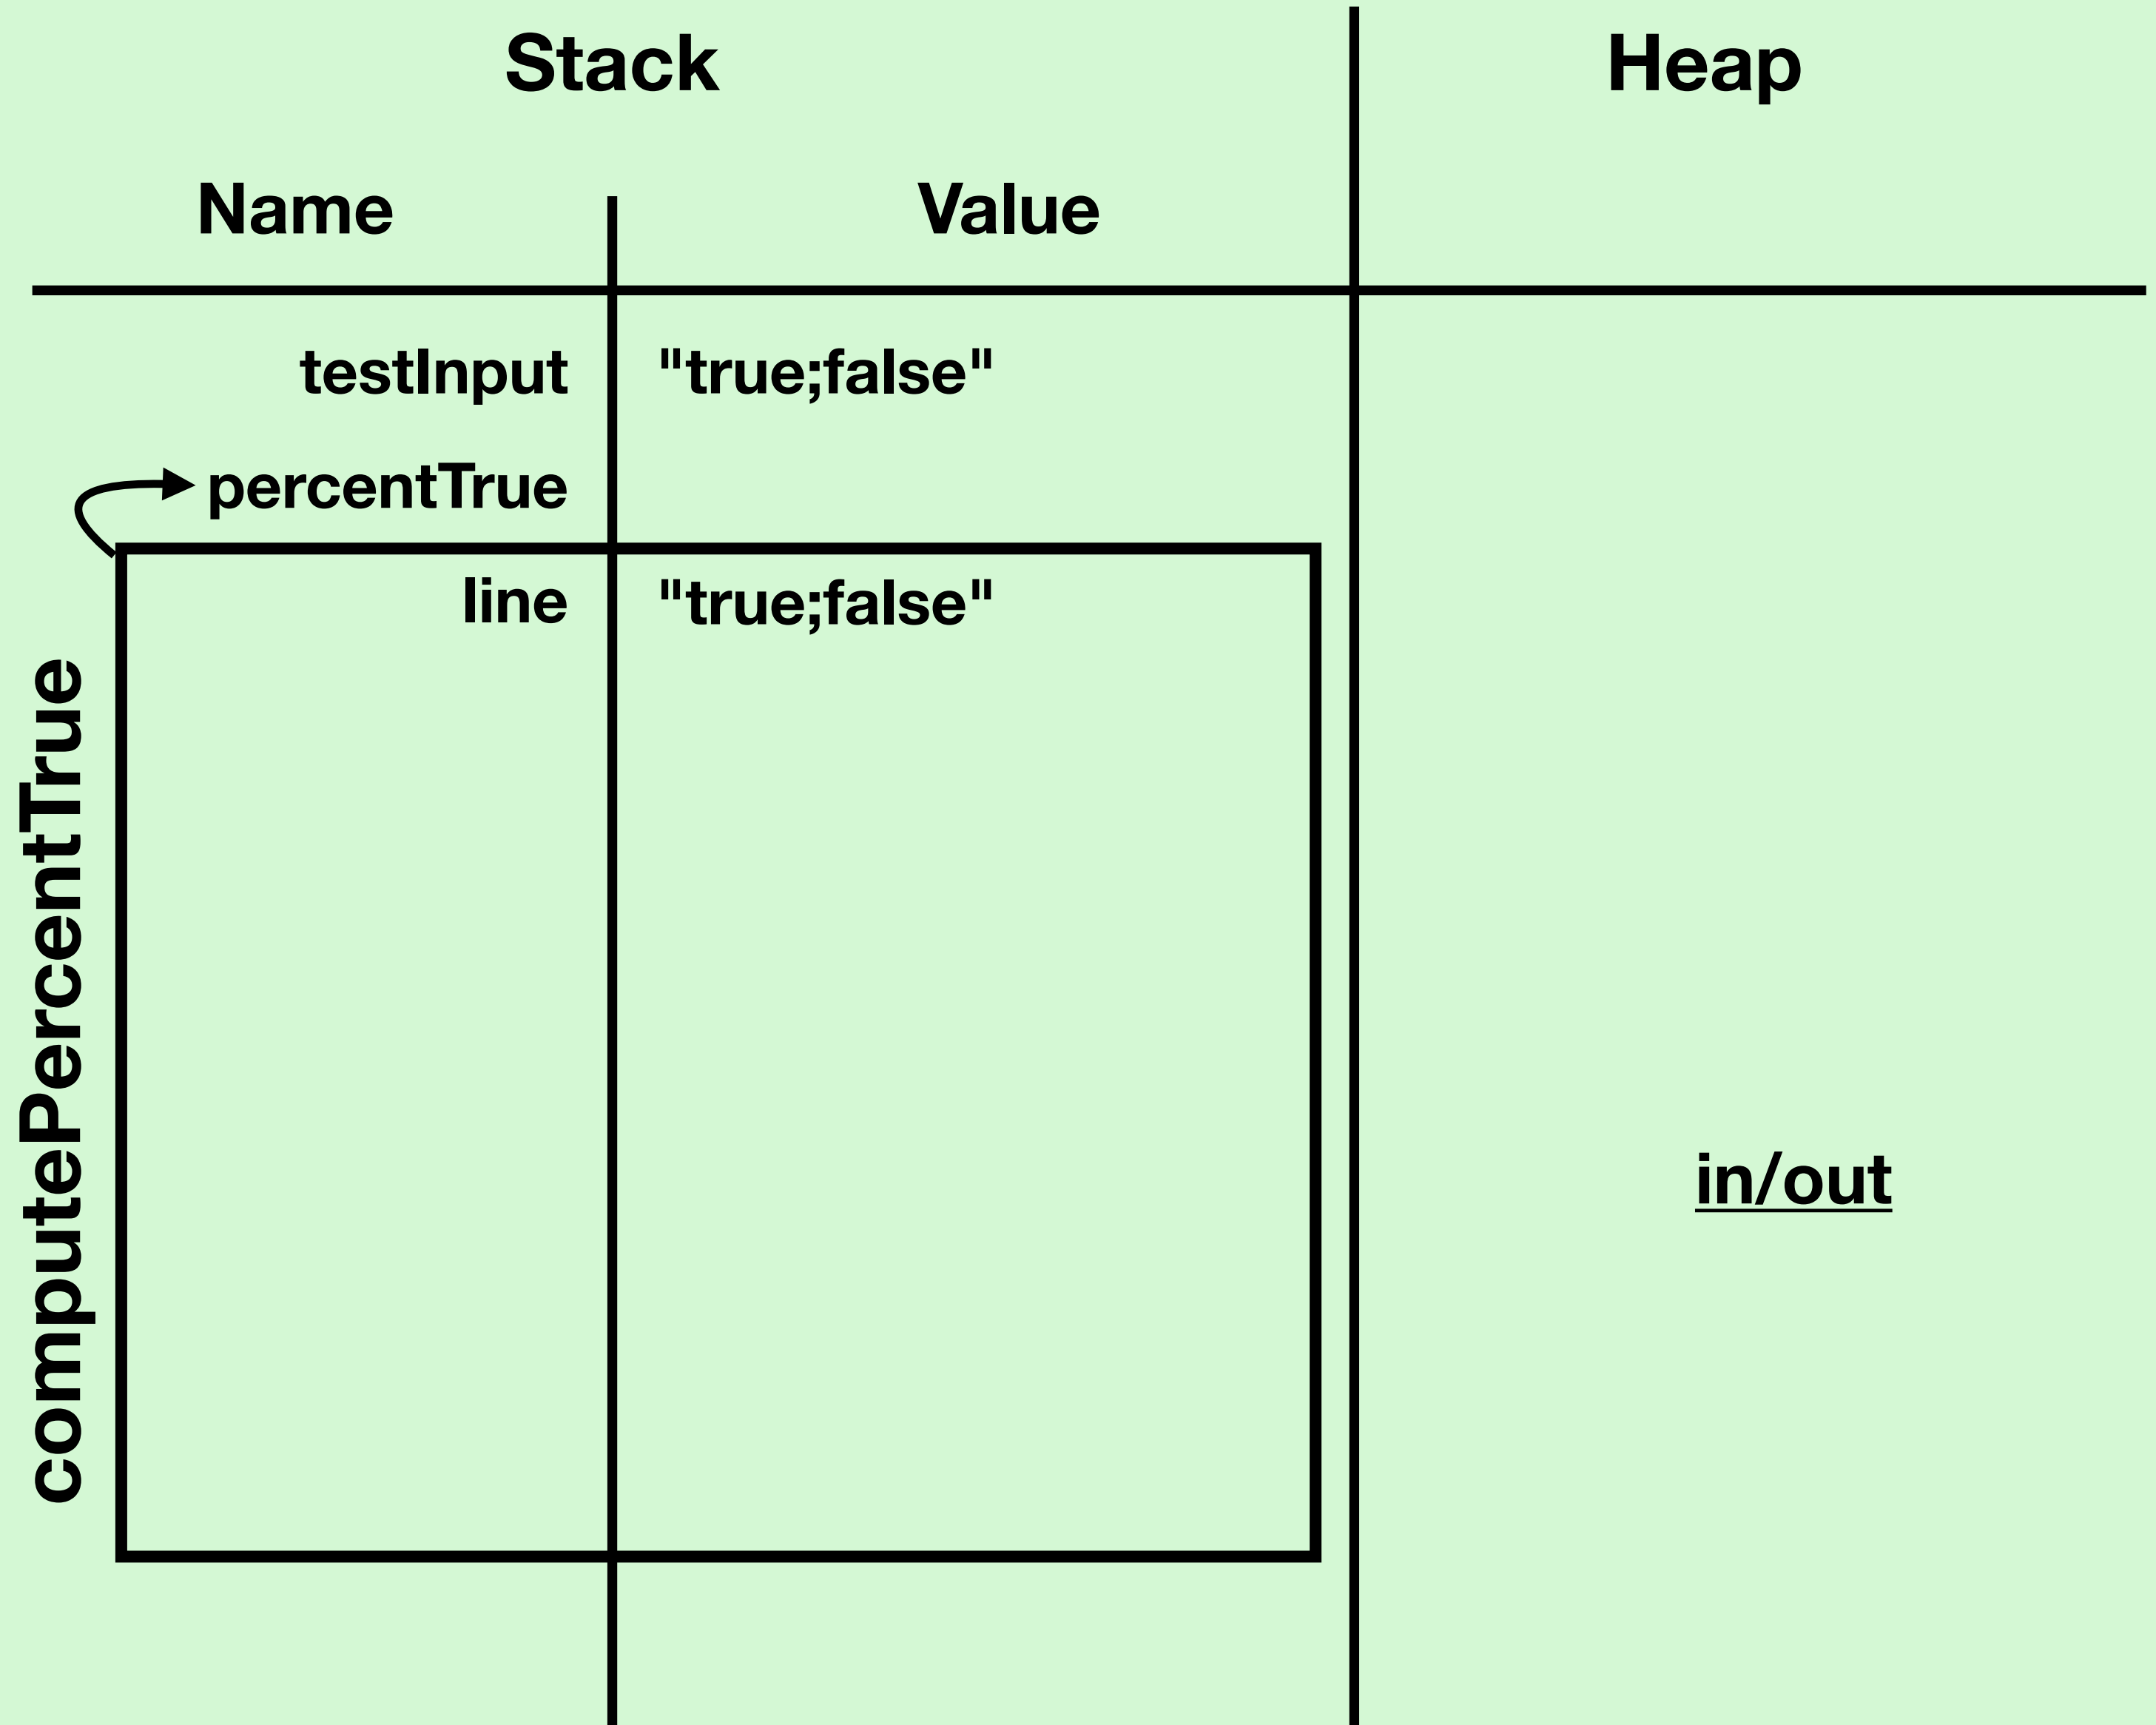 Stack Heap
Name Value
testInput "true;false"
percentTrue
line "true;false"
computePercentTrue
in/out